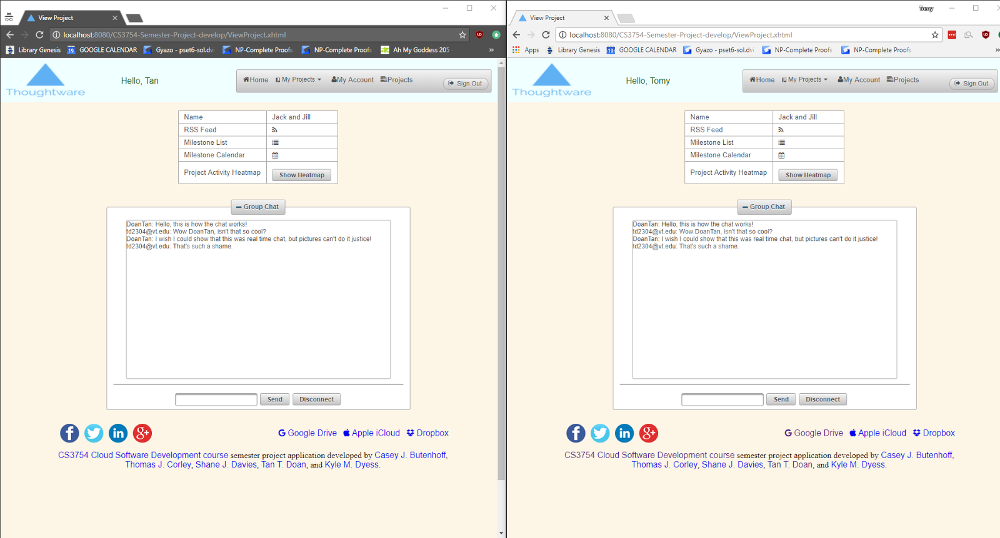 View Project
localhost:8080/CS3754-Semester-Project-develop/ViewProject.xhtml
Library Genesis GOOGLE CALENDAR Gyazo - pset6-sol.dvi NP-Complete Proofs NP-Complete Proofs Ah My Goddess 205 »
Thoughtware
Hello, Tan
Home My Projects My Account Projects Sign Out
Name Jack and Jill
RSS Feed
Milestone List
Milestone Calendar
Project Activity Heatmap Show Heatmap
Group Chat
DoanTan: Hello, this is how the chat works!
td2304@vt.edu: Wow DoanTan, isn't that so cool?
DoanTan: I wish I could show that this was real time chat, but pictures can't do it justice!
td2304@vt.edu: That's such a shame.
Send Disconnect
Google Drive Apple iCloud Dropbox
CS3754 Cloud Software Development course semester project application developed by Casey J. Butenhoff,
Thomas J. Corley, Shane J. Davies, Tan T. Doan, and Kyle M. Dyess.
Tomy
View Project
localhost:8080/CS3754-Semester-Project-develop/ViewProject.xhtml
Apps Library Genesis GOOGLE CALENDAR Gyazo - pset6-sol.dvi NP-Complete Proofs NP-Complete Proofs »
Thoughtware
Hello, Tomy
Home My Projects My Account Projects Sign Out
Name Jack and Jill
RSS Feed
Milestone List
Milestone Calendar
Project Activity Heatmap Show Heatmap
Group Chat
DoanTan: Hello, this is how the chat works!
td2304@vt.edu: Wow DoanTan, isn't that so cool?
DoanTan: I wish I could show that this was real time chat, but pictures can't do it justice!
td2304@vt.edu: That's such a shame.
Send Disconnect
Google Drive Apple iCloud Dropbox
CS3754 Cloud Software Development course semester project application developed by Casey J. Butenhoff,
Thomas J. Corley, Shane J. Davies, Tan T. Doan, and Kyle M. Dyess.